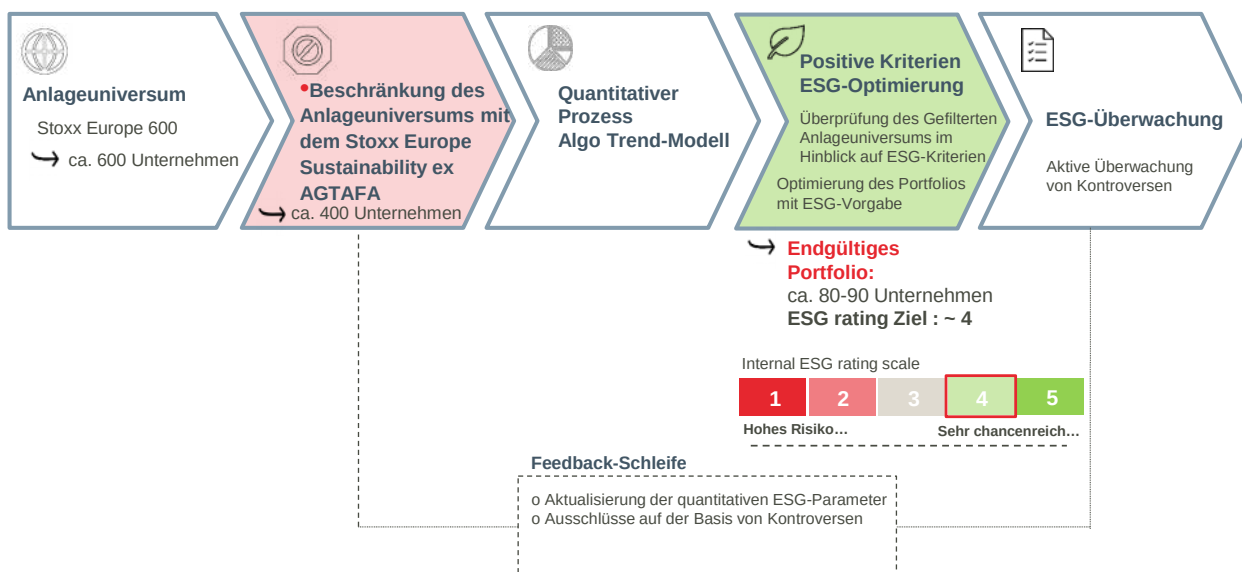 Anlageuniversum
Stoxx Europe 600
ca. 600 Unternehmen
•Beschränkung des
Anlageuniversums mit
dem Stoxx Europe
Sustainability ex
AGTAFA
ca. 400 Unternehmen
Quantitativer
Prozess
Algo Trend-Modell
Positive Kriterien
ESG-Optimierung
Überprüfung des Gefilterten
Anlageuniversums im
Hinblick auf ESG-Kriterien
Optimierung des Portfolios
mit ESG-Vorgabe
ESG-Überwachung
Aktive Überwachung
von Kontroversen
Endgültiges
Portfolio:
ca. 80-90 Unternehmen
ESG rating Ziel : ~ 4
Internal ESG rating scale
1 2 3 4 5
Hohes Risiko… Sehr chancenreich…
Feedback-Schleife
o Aktualisierung der quantitativen ESG-Parameter
o Ausschlüsse auf der Basis von Kontroversen